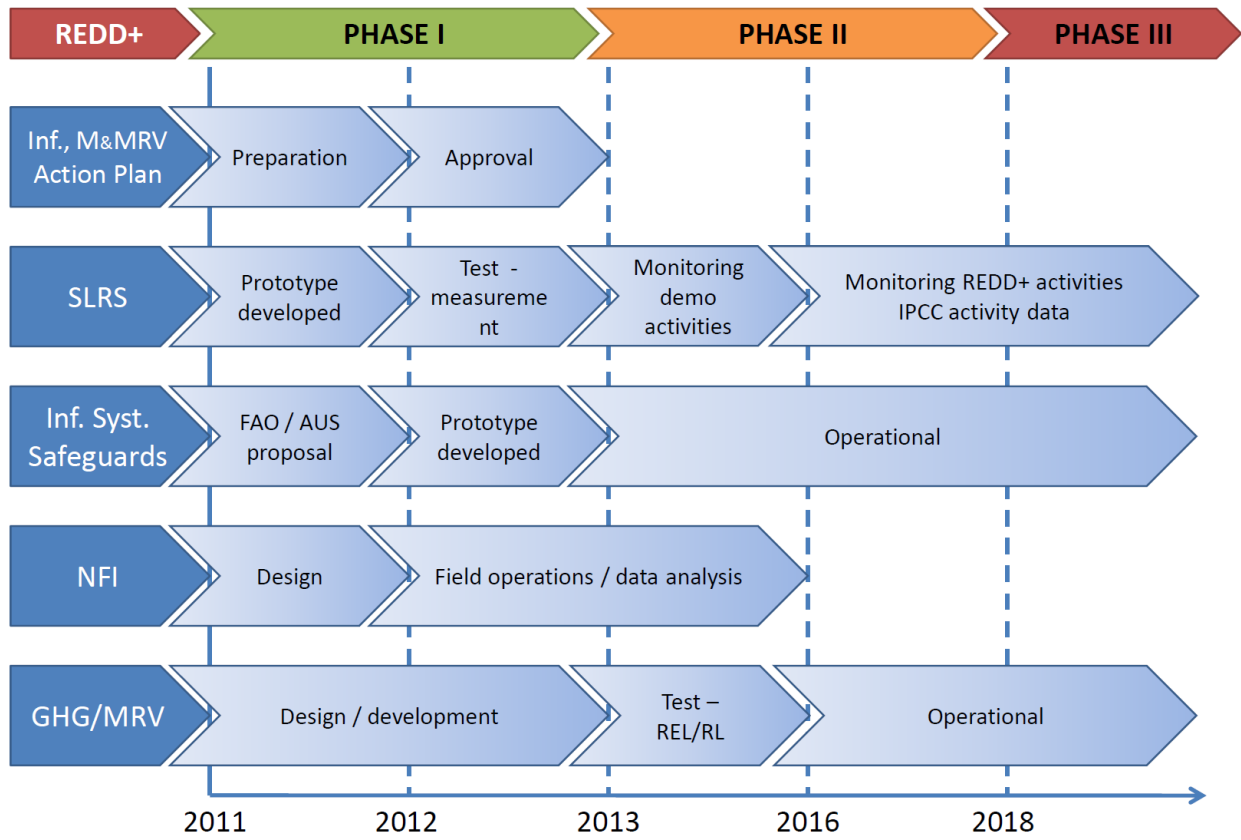 REDD+
PHASE I
PHASE II
PHASE III
Inf., M&MRV
Action Plan
Preparation
Approval
SLRS
Prototype
developed
Test -
measureme
nt
Monitoring
demo
activities
Monitoring REDD+ activities
IPCC activity data
Inf. Syst.
Safeguards
FAO / AUS
proposal
Prototype
developed
Operational
NFI
Design
Field operations / data analysis
GHG/MRV
Design / development
Test –
REL/RL
Operational
2011
2012
2013
2016
2018